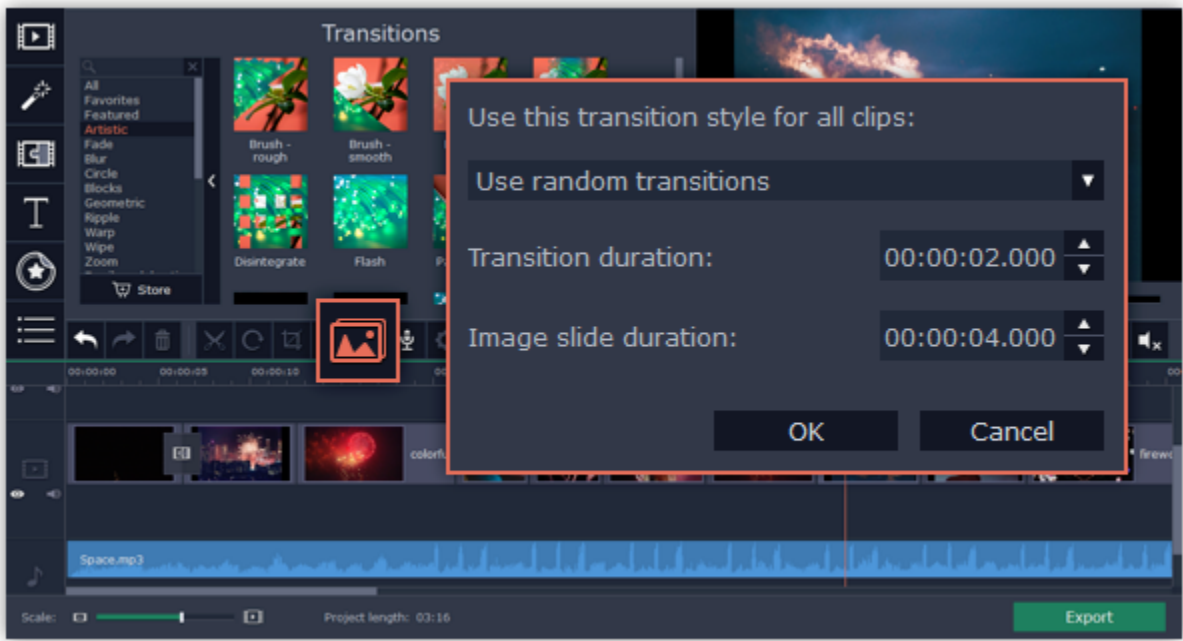 Transitions
All
Favorites
Featured
Artistic
Fade
Blur
Circle
Blocks
Geometric
Ripple
Warp
Wipe
Zoom
Store
Brush - rough
Brush - smooth
Disintegrate
Flash
Use this transition style for all clips:
Use random transitions
Transition duration:
00:00:02.000
Image slide duration:
00:00:04.000
OK
Cancel
T
00:00:00
00:00:05
00:00:10
Space.mp3
Scale:
Project length: 03:16
Export